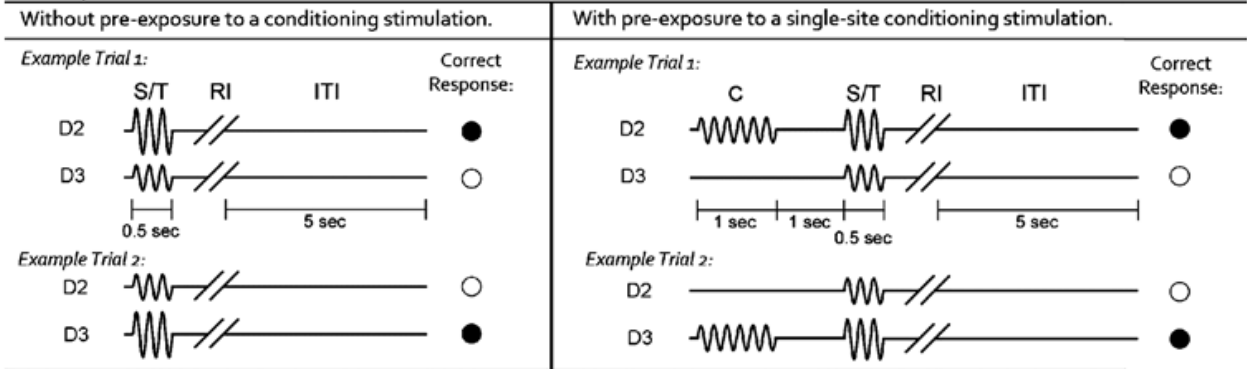 Without pre-exposure to a conditioning stimulation.
Example Trial 1:
Correct
Response:
S/T RI ITI
D2
D3
0.5 sec 5 sec
Example Trial 2:
D2
D3
With pre-exposure to a single-site conditioning stimulation.
Example Trial 1:
Correct
Response:
C S/T RI ITI
D2
D3
1 sec 1 sec 0.5 sec 5 sec
Example Trial 2:
D2
D3